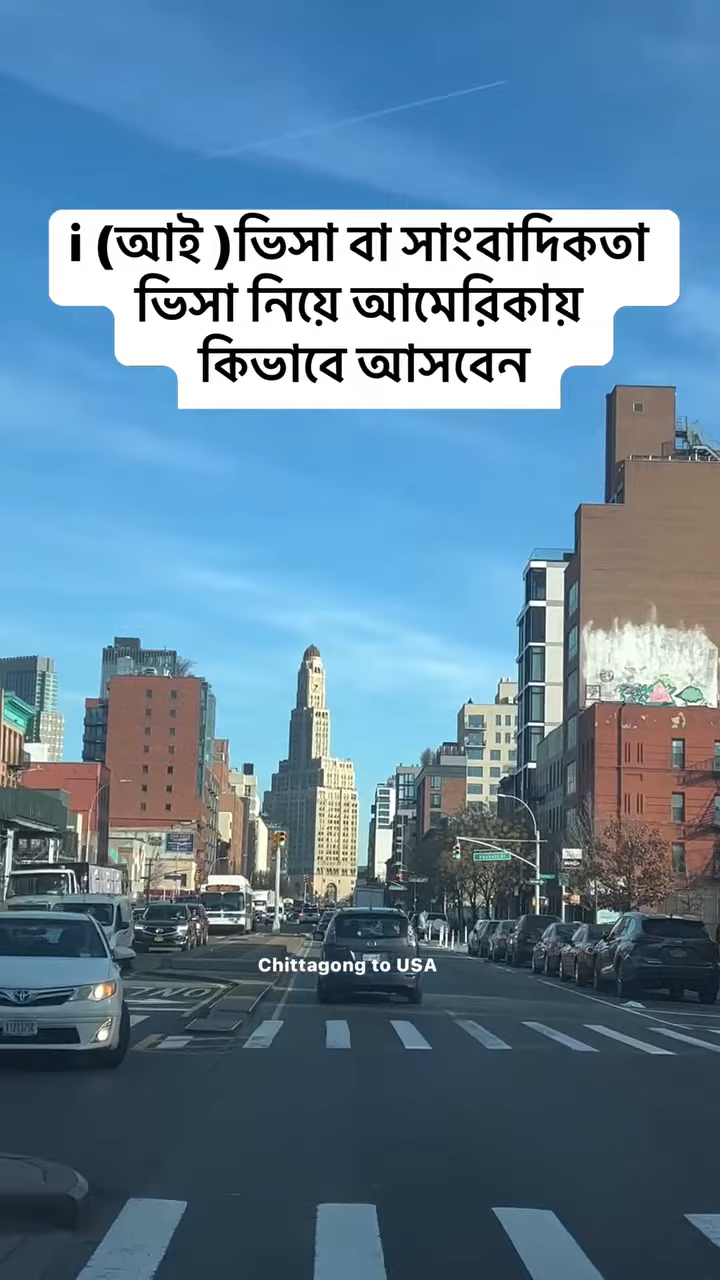 i (আই )ভিসা বা সাংবাদিকতা
ভিসা নিয়ে আমেরিকায়
কিভাবে আসবেন
Chittagong to USA